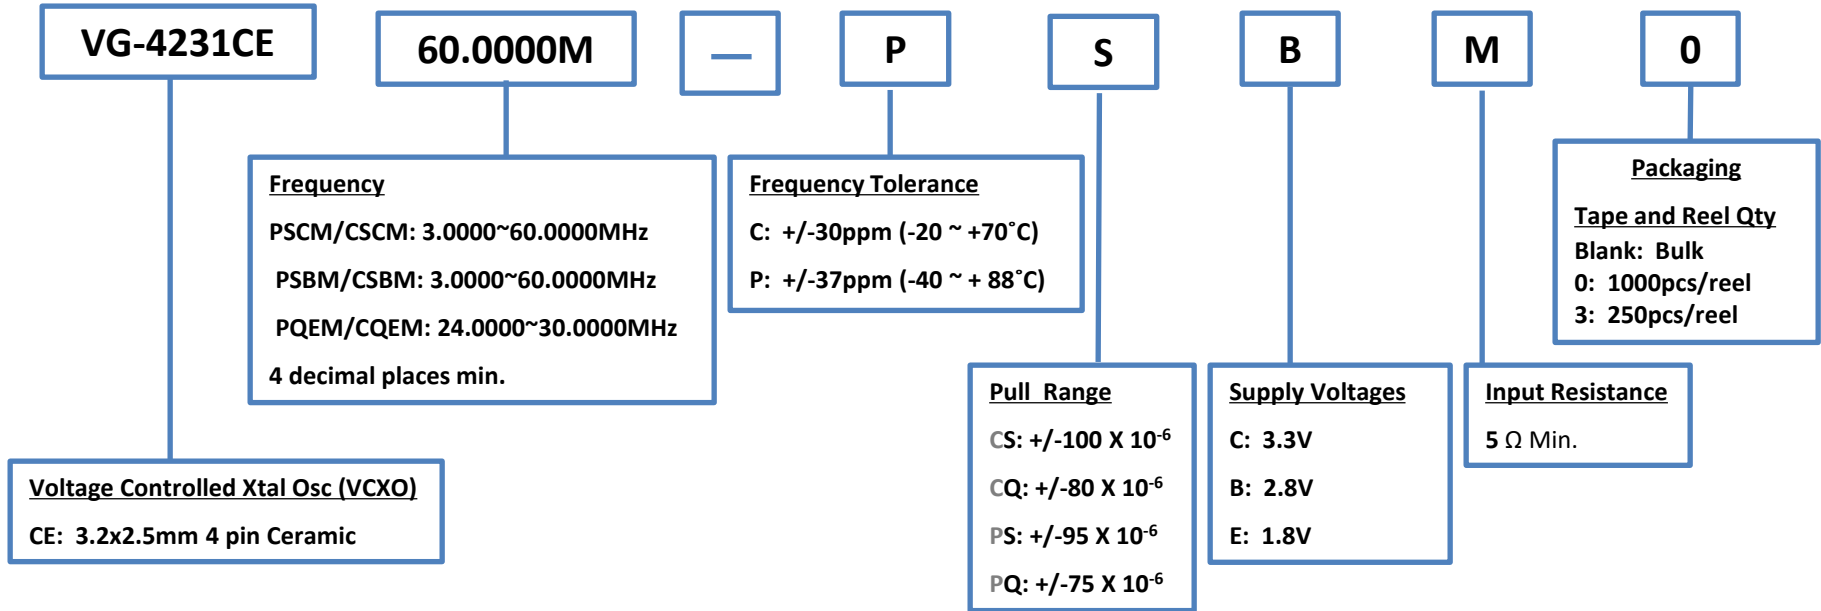 VG-4231CE 60.0000M — P S B M 0
Frequency
PSCM/CSCM: 3.0000~60.0000MHz
PSBM/CSBM: 3.0000~60.0000MHz
PQEM/CQEM: 24.0000~30.0000MHz
4 decimal places min.
Frequency Tolerance
C: +/-30ppm (-20 ~ +70˚C)
P: +/-37ppm (-40 ~ + 88˚C)
Packaging
Tape and Reel Qty
Blank: Bulk
0: 1000pcs/reel
3: 250pcs/reel
Voltage Controlled Xtal Osc (VCXO)
CE: 3.2x2.5mm 4 pin Ceramic
Pull Range
CS: +/-100 X 10⁻⁶
CQ: +/-80 X 10⁻⁶
PS: +/-95 X 10⁻⁶
PQ: +/-75 X 10⁻⁶
Supply Voltages
C: 3.3V
B: 2.8V
E: 1.8V
Input Resistance
5 Ω Min.